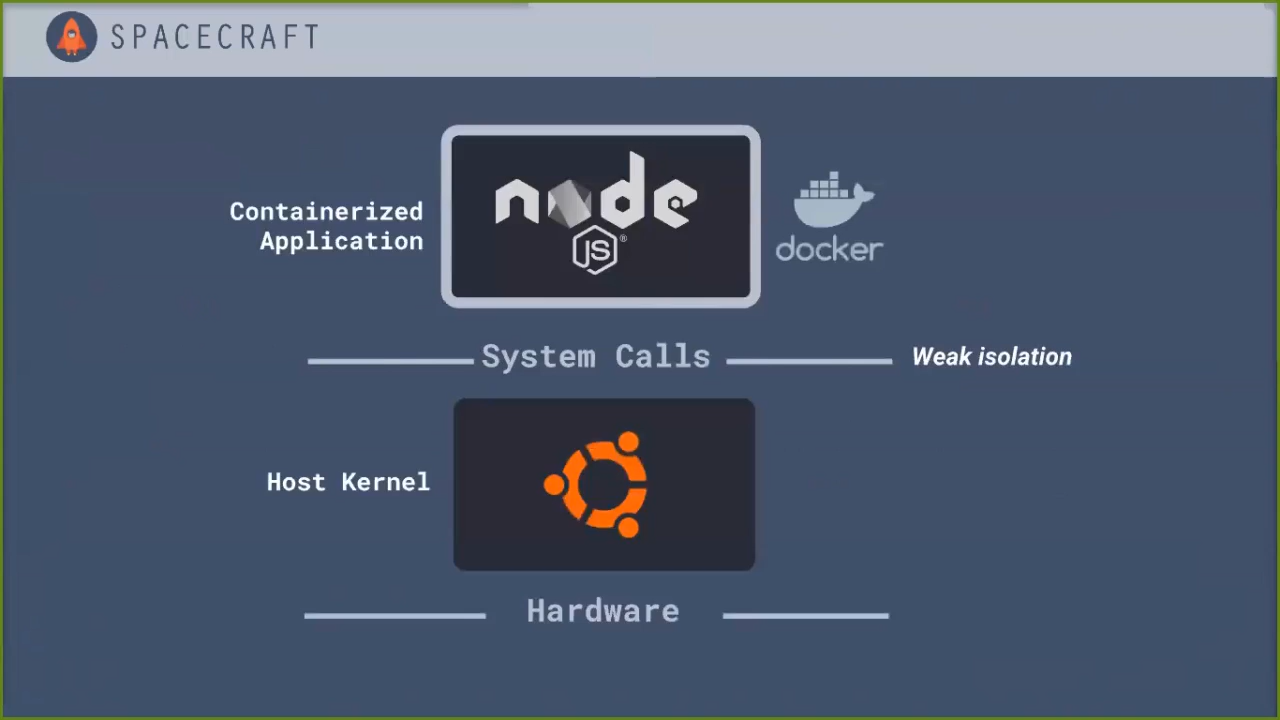 SPACECRAFT
Containerized
Application
node
JS®
docker
System Calls
Weak isolation
Host Kernel
Hardware